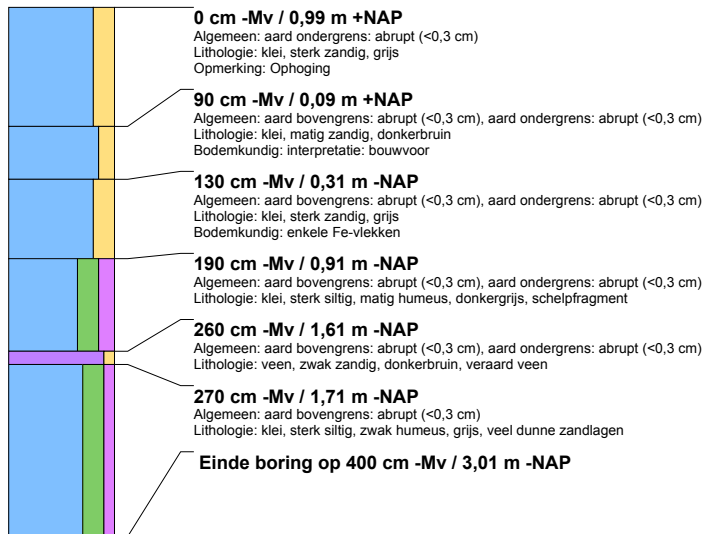 0 cm -Mv / 0,99 m +NAP
Algemeen: aard ondergrens: abrupt (<0,3 cm)
Lithologie: klei, sterk zandig, grijs
Opmerking: Ophoging
90 cm -Mv / 0,09 m +NAP
Algemeen: aard bovengrens: abrupt (<0,3 cm), aard ondergrens: abrupt (<0,3 cm)
Lithologie: klei, matig zandig, donkerbruin
Bodemkundig: interpretatie: bouwvoor
130 cm -Mv / 0,31 m -NAP
Algemeen: aard bovengrens: abrupt (<0,3 cm), aard ondergrens: abrupt (<0,3 cm)
Lithologie: klei, sterk zandig, grijs
Bodemkundig: enkele Fe-vlekken
190 cm -Mv / 0,91 m -NAP
Algemeen: aard bovengrens: abrupt (<0,3 cm), aard ondergrens: abrupt (<0,3 cm)
Lithologie: klei, sterk siltig, matig humeus, donkergrijs, schelpfragment
260 cm -Mv / 1,61 m -NAP
Algemeen: aard bovengrens: abrupt (<0,3 cm), aard ondergrens: abrupt (<0,3 cm)
Lithologie: veen, zwak zandig, donkerbruin, veraard veen
270 cm -Mv / 1,71 m -NAP
Algemeen: aard bovengrens: abrupt (<0,3 cm)
Lithologie: klei, sterk siltig, zwak humeus, grijs, veel dunne zandlagen
Einde boring op 400 cm -Mv / 3,01 m -NAP